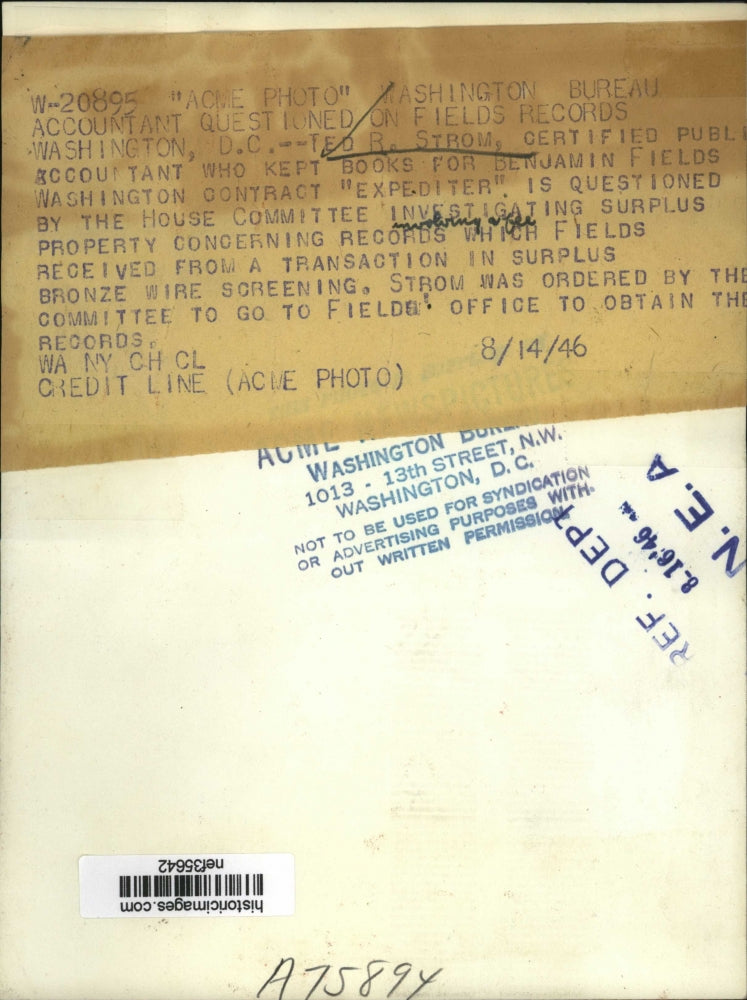 W-20895 "ACME PHOTO" WASHINGTON BUREAU
ACCOUNTANT QUESTIONED ON FIELDS RECORDS
WASHINGTON, D.C.--TED R. STROM, CERTIFIED PUBLI
ACCOUNTANT WHO KEPT BOOKS FOR BENJAMIN FIELDS
WASHINGTON CONTRACT "EXPEDITER" IS QUESTIONED
BY THE HOUSE COMMITTEE INVESTIGATING SURPLUS
involving a fee
PROPERTY CONCERNING RECORDS WHICH FIELDS
RECEIVED FROM A TRANSACTION IN SURPLUS
BRONZE WIRE SCREENING. STROM WAS ORDERED BY THE
COMMITTEE TO GO TO FIELDS' OFFICE TO OBTAIN THE
RECORDS.
WA NY CH CL 8/14/46
CREDIT LINE (ACME PHOTO)
ACME
WASHINGTON BUREAU
1013 - 13th STREET, N.W.
WASHINGTON, D.C.
NOT TO BE USED FOR SYNDICATION
OR ADVERTISING PURPOSES WITH-
OUT WRITTEN PERMISSION
REF. DEPT
8-16-46
N.E.A
historicimages.com
nef35642
A75894